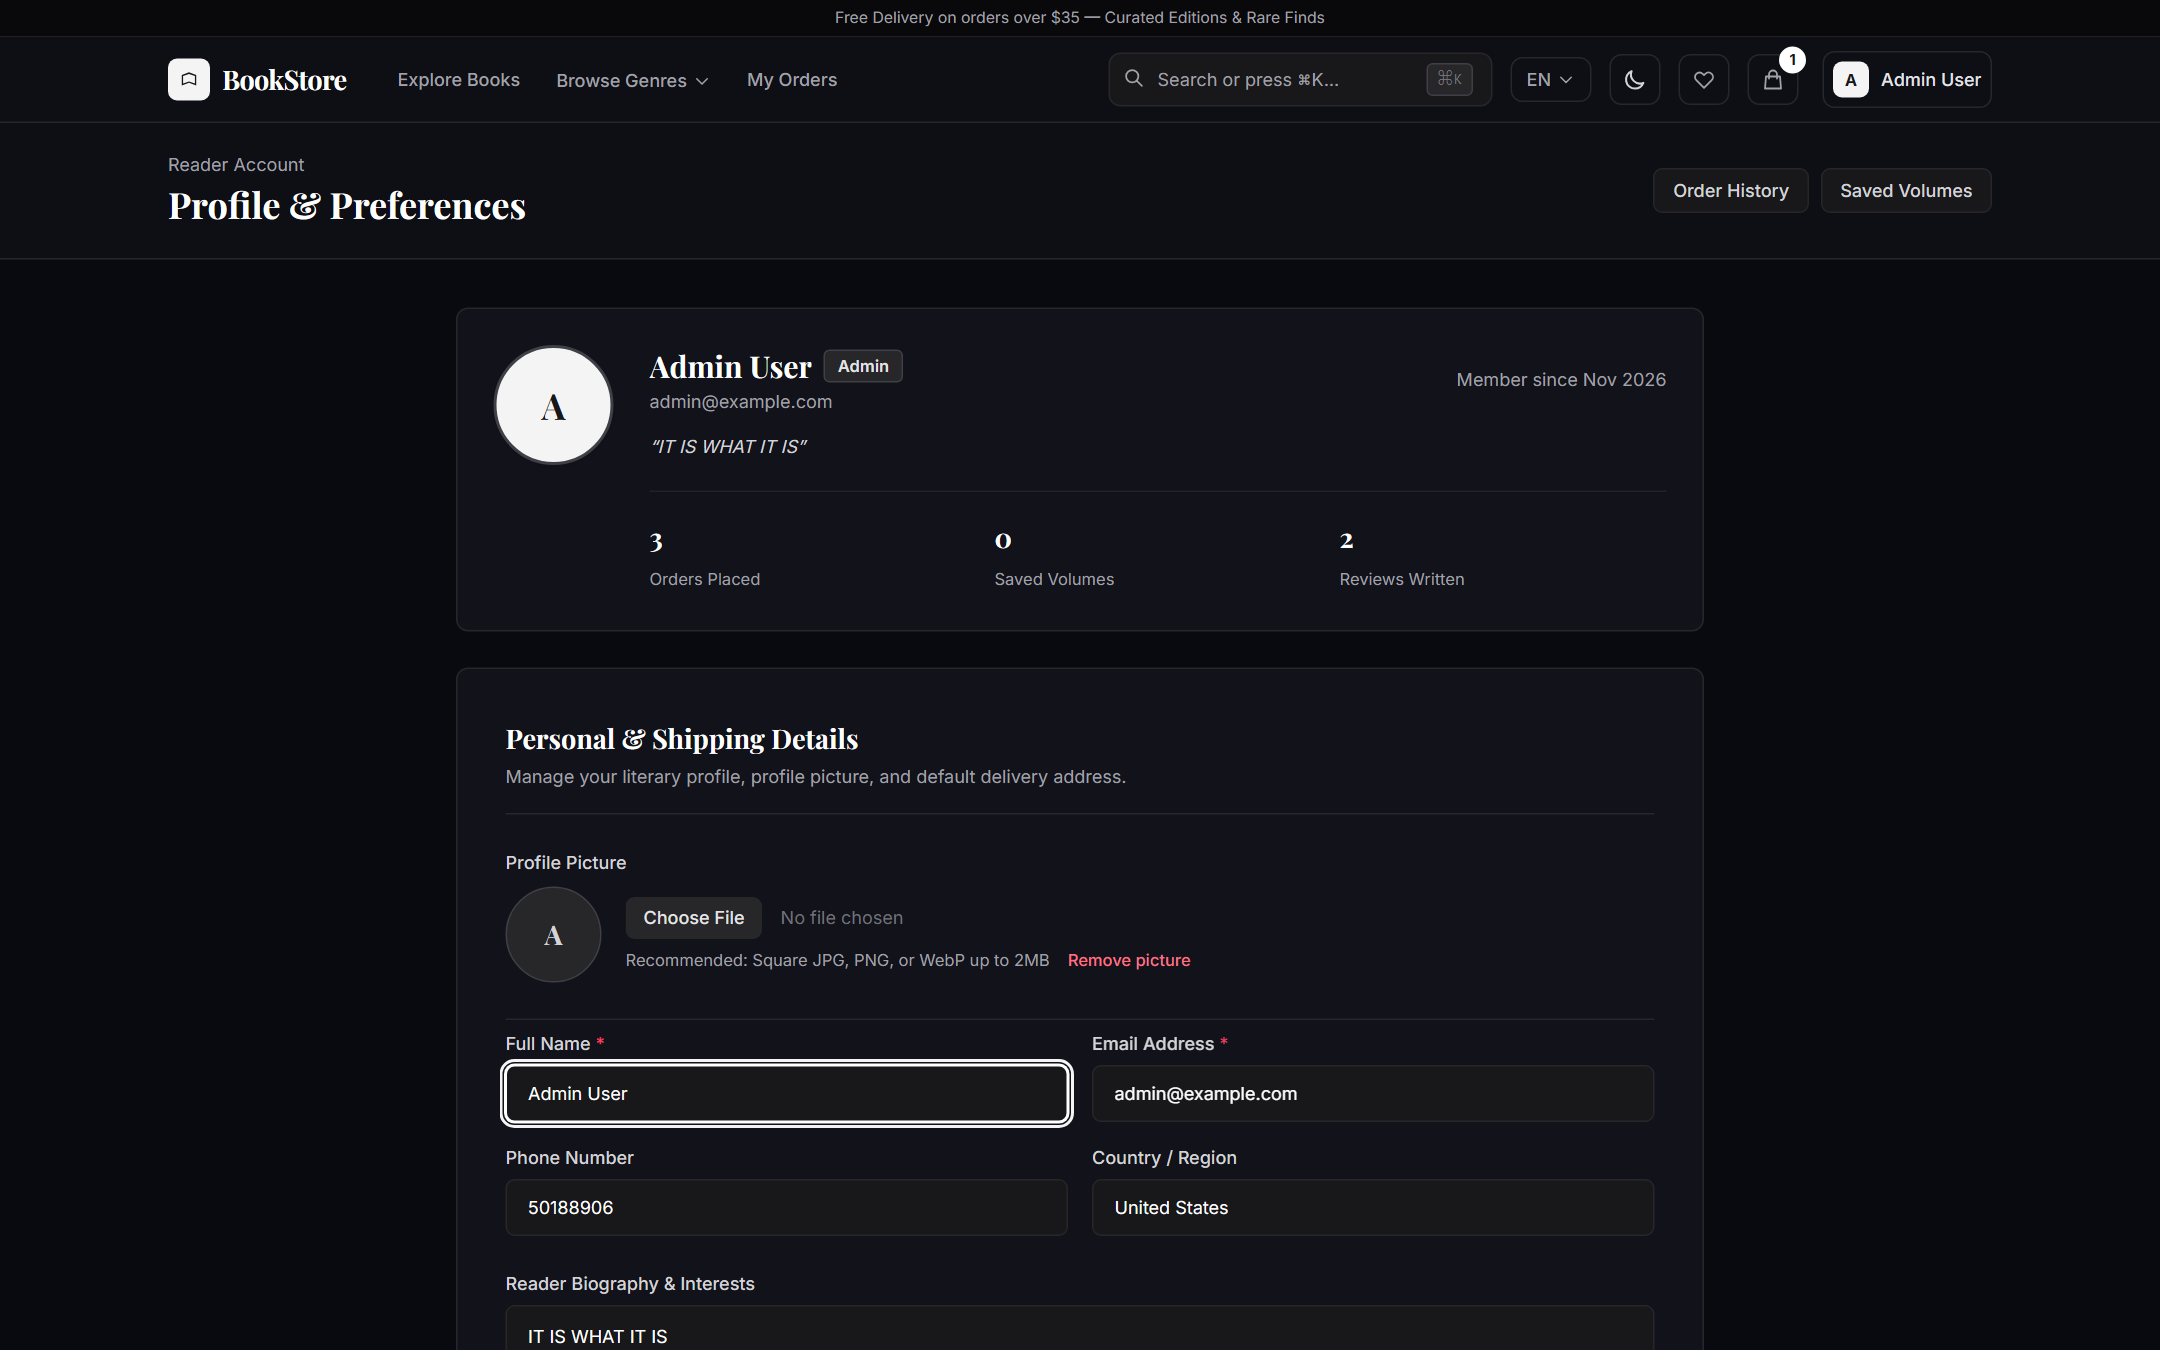 Free Delivery on orders over $35 — Curated Editions & Rare Finds
BookStore
Explore Books
Browse Genres
My Orders
Search or press ⌘K...
⌘K
EN
1
A
Admin User
Reader Account
Profile & Preferences
Order History
Saved Volumes
A
Admin User
Admin
Member since Nov 2026
admin@example.com
“IT IS WHAT IT IS”
3
0
2
Orders Placed
Saved Volumes
Reviews Written
Personal & Shipping Details
Manage your literary profile, profile picture, and default delivery address.
Profile Picture
A
Choose File
No file chosen
Recommended: Square JPG, PNG, or WebP up to 2MB
Remove picture
Full Name *
Email Address *
Admin User
admin@example.com
Phone Number
Country / Region
50188906
United States
Reader Biography & Interests
IT IS WHAT IT IS